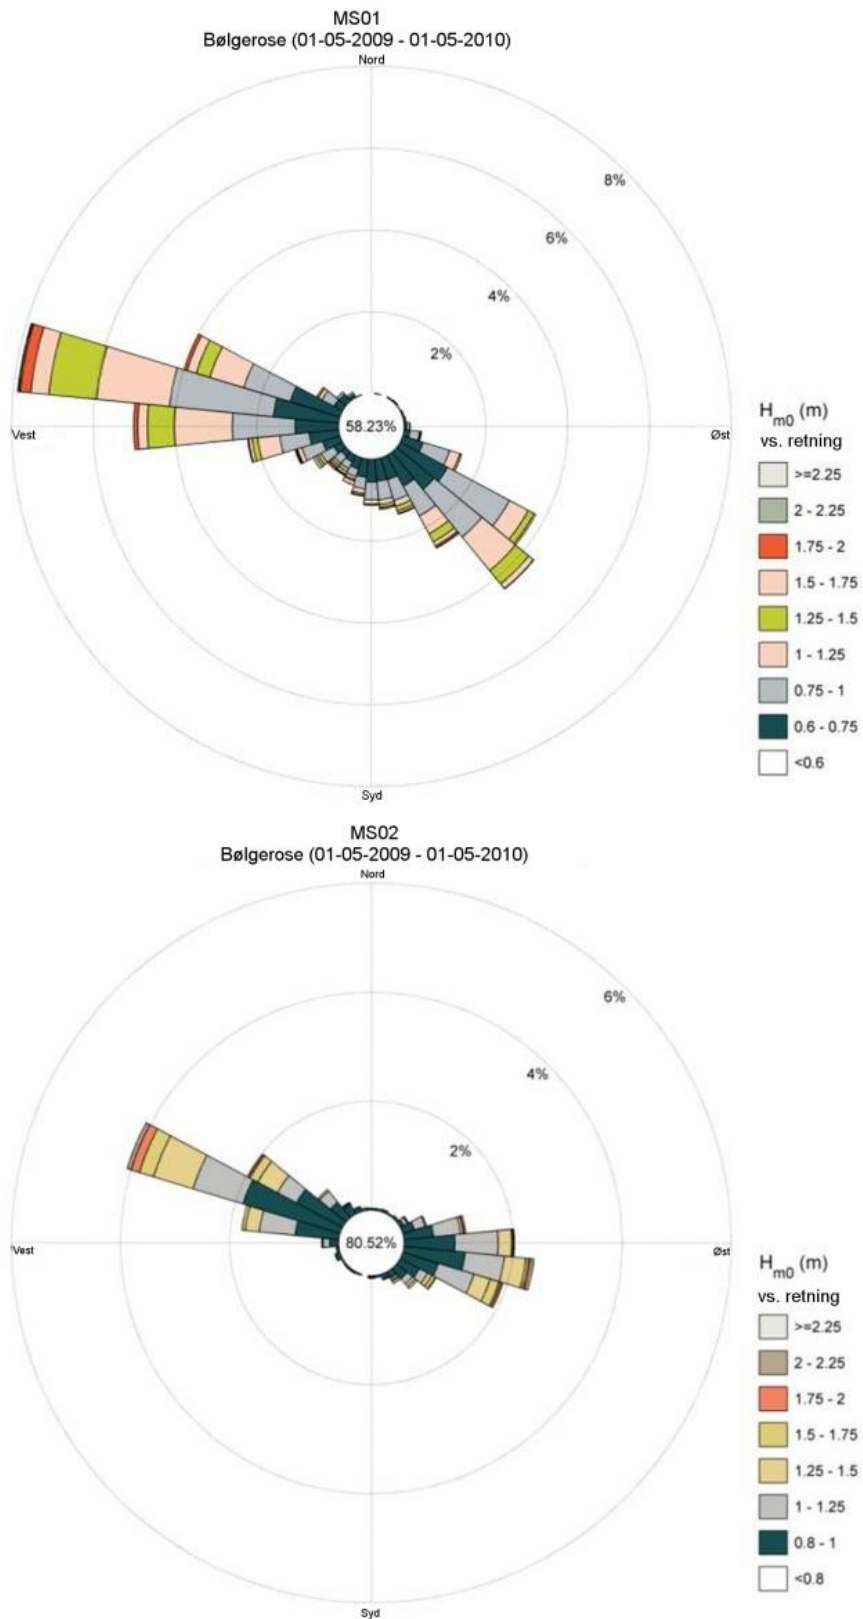 MS01
Bølgerose (01-05-2009 - 01-05-2010)
Nord
8%
6%
4%
2%
58.23%
Vest
Øst
Syd
Hm0 (m)
vs. retning
>=2.25
2 - 2.25
1.75 - 2
1.5 - 1.75
1.25 - 1.5
1 - 1.25
0.75 - 1
0.6 - 0.75
<0.6
MS02
Bølgerose (01-05-2009 - 01-05-2010)
Nord
6%
4%
2%
80.52%
Vest
Øst
Syd
Hm0 (m)
vs. retning
>=2.25
2 - 2.25
1.75 - 2
1.5 - 1.75
1.25 - 1.5
1 - 1.25
0.8 - 1
<0.8